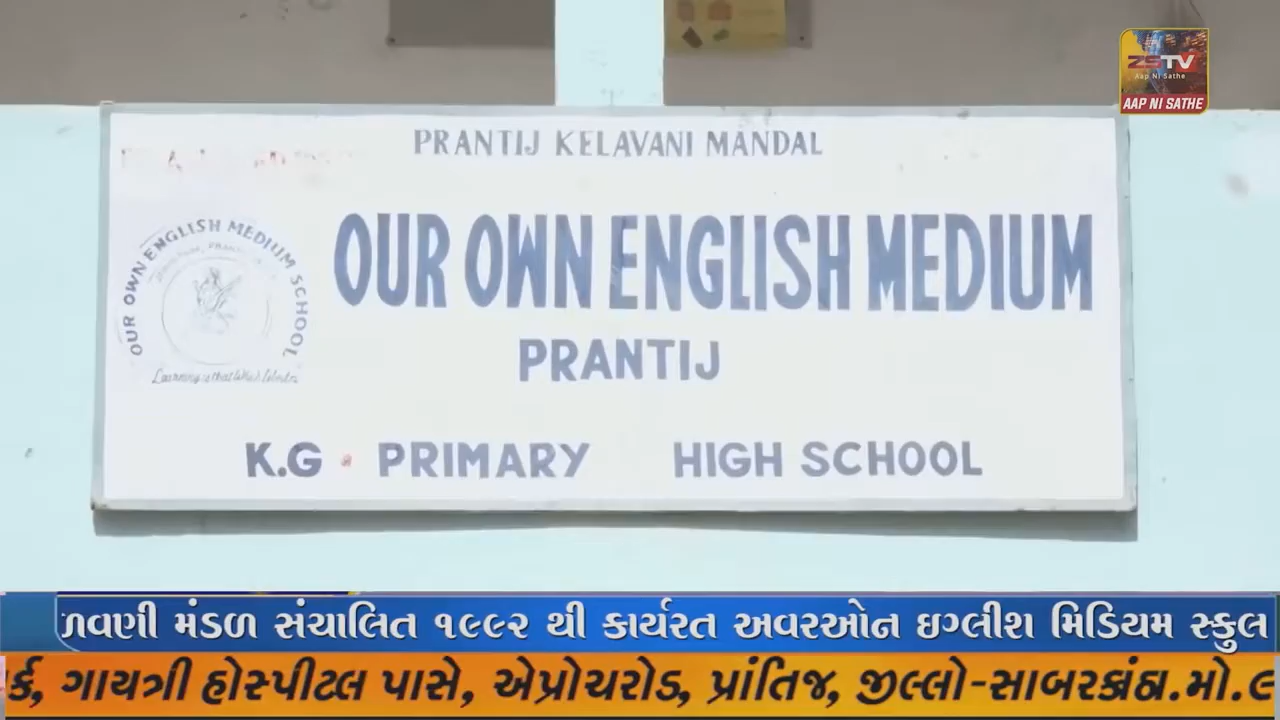 ZSTV
Aap Ni Sathe
AAP NI SATHE
PRANTIJ KELAVANI MANDAL
OUR OWN ENGLISH MEDIUM SCHOOL
OUR OWN ENGLISH MEDIUM
PRANTIJ
K.G. PRIMARY HIGH SCHOOL
ળવણી મંડળ સંચાલિત ૧૯૯૨ થી કાર્યરત અવરઓન ઇગ્લીશ મિડિયમ સ્કુલ
ર્ક, ગાયત્રી હોસ્પીટલ પાસે, એપ્રોચરોડ, પ્રાંતિજ, જીલ્લો-સાબરકાંઠા.મો.૯